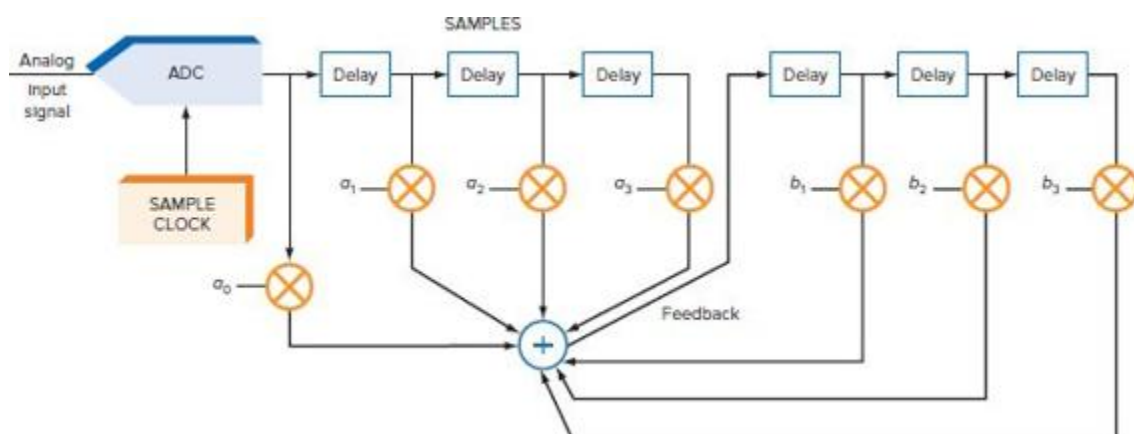 SAMPLES
Analog
Input
signal
ADC
Delay
Delay
Delay
Delay
Delay
Delay
a1
a2
a3
b1
b2
b3
SAMPLE
CLOCK
a0
+
Feedback